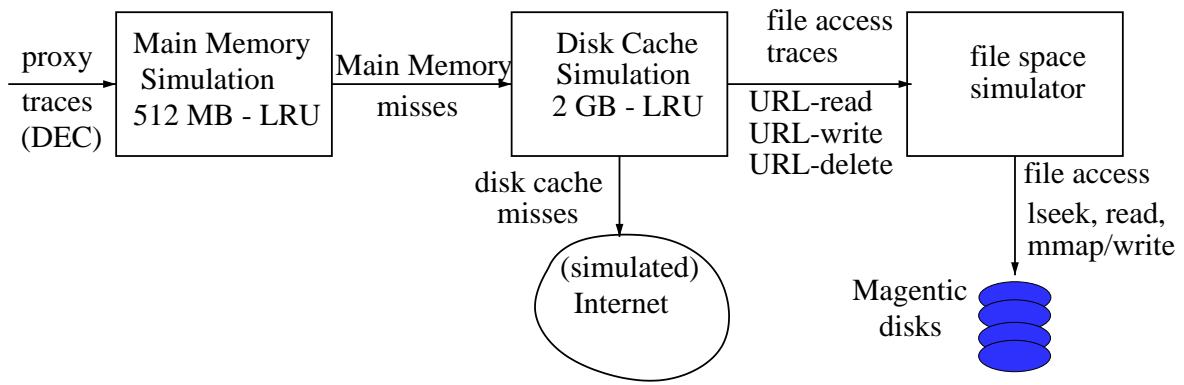 proxy
traces
(DEC)
Main Memory
Simulation
512 MB - LRU
Main Memory
misses
Disk Cache
Simulation
2 GB - LRU
file access
traces
URL-read
URL-write
URL-delete
file space
simulator
disk cache
misses
(simulated)
Internet
file access
lseek, read,
mmap/write
Magentic
disks